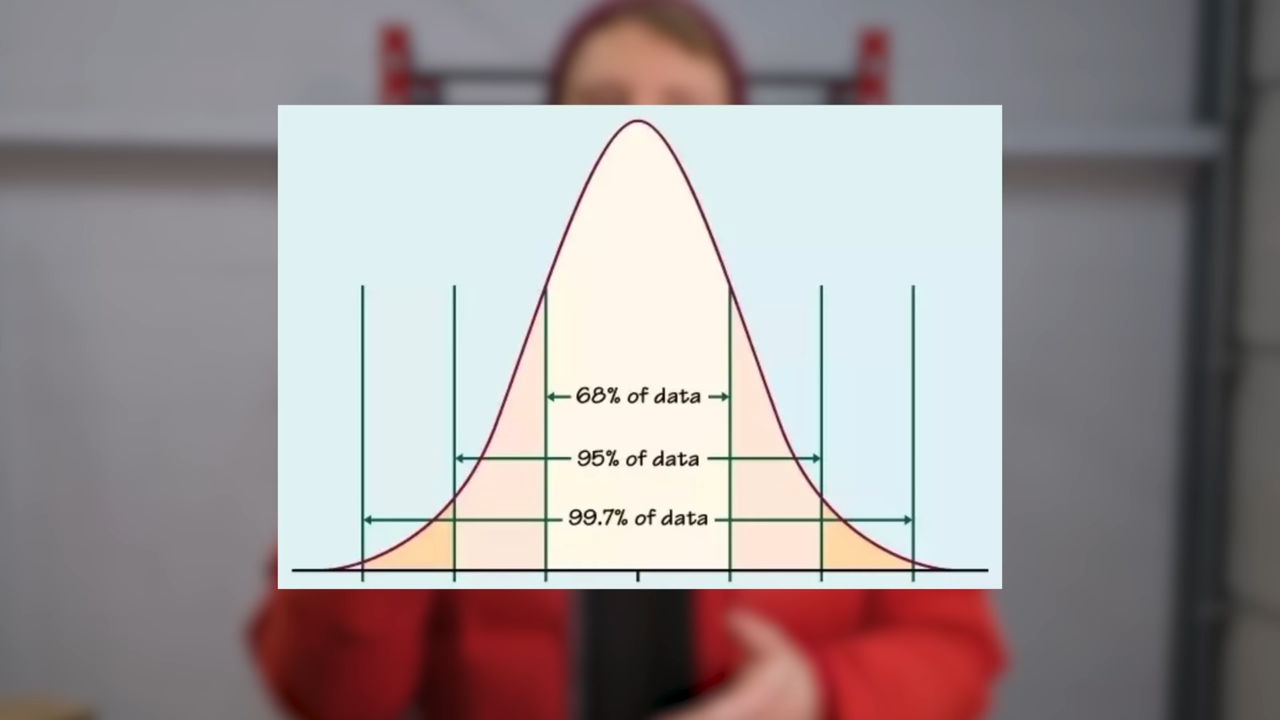 68% of data
95% of data
99.7% of data